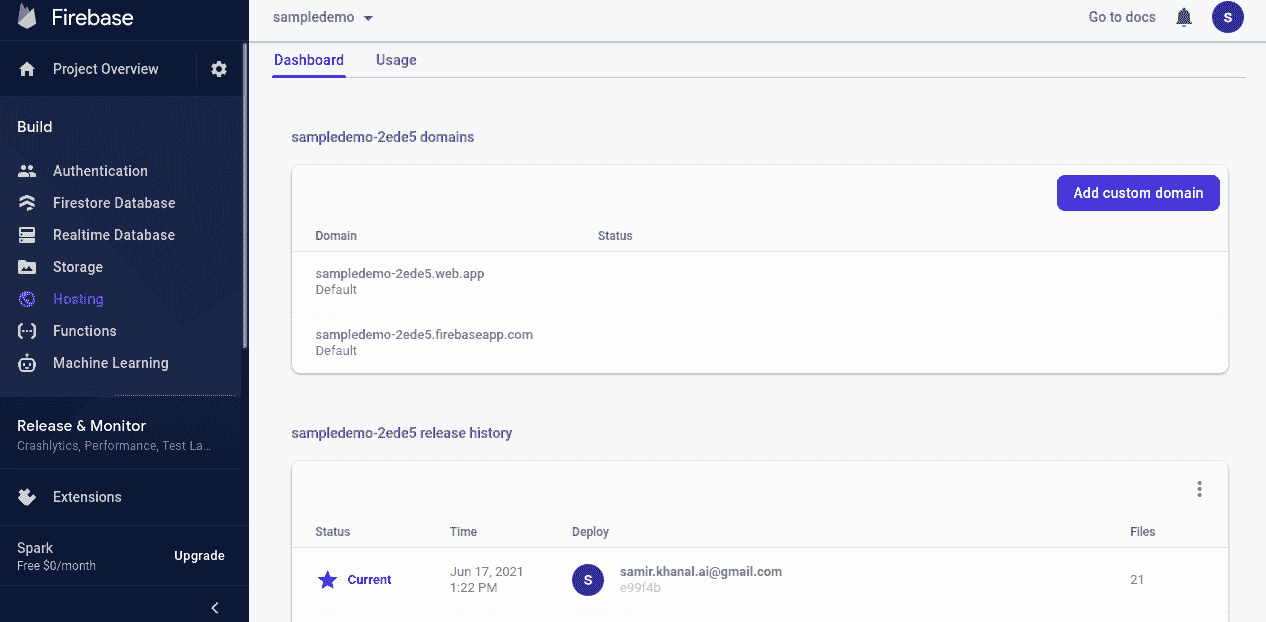 Firebase
Project Overview
Build
Authentication
Firestore Database
Realtime Database
Storage
Hosting
Functions
Machine Learning
Release & Monitor
Crashlytics, Performance, Test La...
Extensions
Spark
Free $0/month
Upgrade
sampledemo
Go to docs
S
Dashboard Usage
sampledemo-2ede5 domains
Add custom domain
Domain Status
sampledemo-2ede5.web.app
Default
sampledemo-2ede5.firebaseapp.com
Default
sampledemo-2ede5 release history
Status Time Deploy Files
Current
Jun 17, 2021
1:22 PM
S
samir.khanal.ai@gmail.com
e99f4b
21